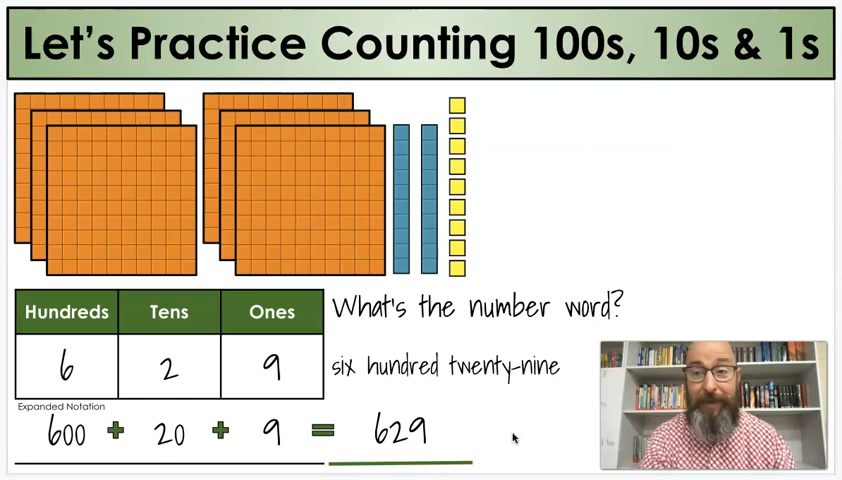 Let's Practice Counting 100s, 10s & 1s
Hundreds Tens Ones
6 2 9
What's the number word?
six hundred twenty-nine
Expanded Notation
600 + 20 + 9 = 629